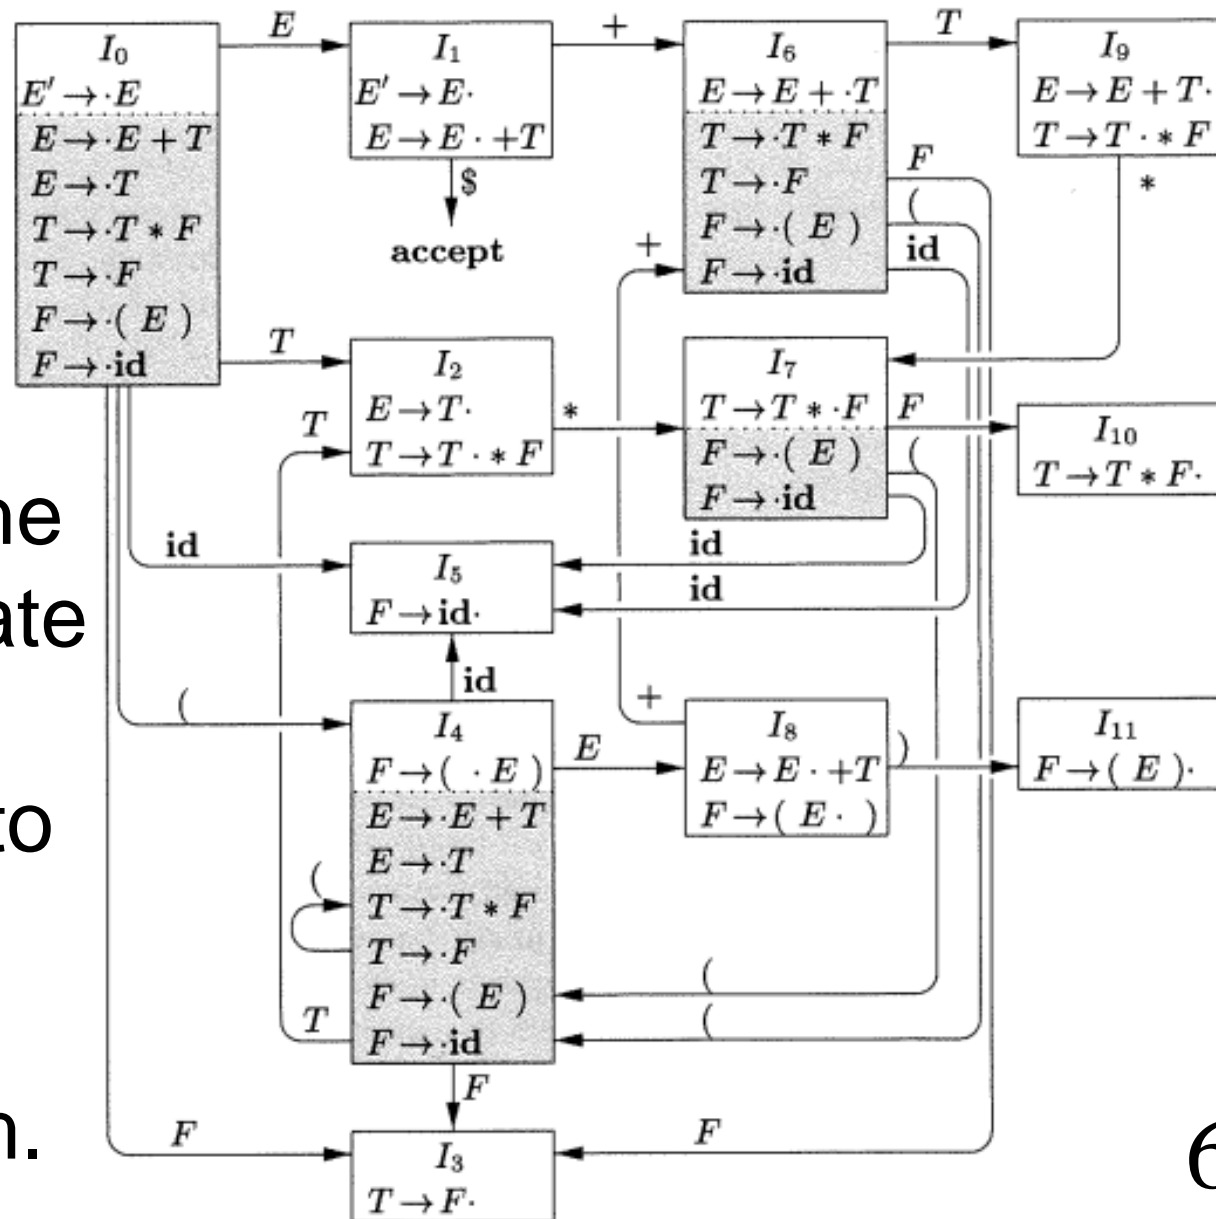 I₀
E' → ·E
E → ·E + T
E → ·T
T → ·T * F
T → ·F
F → ·( E )
F → ·id
E
I₁
E' → E·
E → E · +T
$
accept
+
I₆
E → E + ·T
T → ·T * F
T → ·F
F → ·( E )
F → ·id
T
I₉
E → E + T·
T → T · * F
*
F
(
id
+
T
I₂
E → T·
T → T · * F
T
*
I₇
T → T * ·F
F → ·( E )
F → ·id
F
(
I₁₀
T → T * F·
id
I₅
F → id·
id
id
id
(
I₄
F → ( · E )
E → ·E + T
E → ·T
T → ·T * F
T → ·F
F → ·( E )
F → ·id
E
+
I₈
E → E · +T
F → ( E · )
)
I₁₁
F → ( E )·
(
T
(
(
F
F
I₃
T → F·
F
to
n.
6